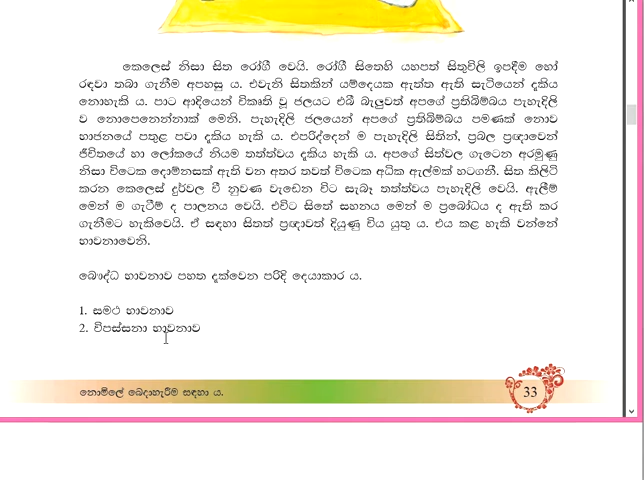 කෙලෙස් නිසා සිත රෝගී වෙයි. රෝගී සිතෙහි යහපත් සිතුවිලි ඉපදීම හෝ
රඳවා තබා ගැනීම අපහසු ය. එවැනි සිතකින් යම්දෙයක ඇත්ත ඇති සැටියෙන් දැකිය
නොහැකි ය. පාට ආදියෙන් විකෘති වූ ජලයට එබී බැලුවත් අපගේ ප්‍රතිබිම්බය පැහැදිලි
ව නොපෙනෙන්නාක් මෙනි. පැහැදිලි ජලයෙන් අපගේ ප්‍රතිබිම්බය පමණක් නොව
භාජනයේ පතුළ පවා දැකිය හැකි ය. එපරිද්දෙන් ම පැහැදිලි සිතින්, ප්‍රබල ප්‍රඥාවෙන්
ජීවිතයේ හා ලෝකයේ නියම තත්ත්වය දැකිය හැකි ය. අපගේ සිත්වල ගැටෙන අරමුණු
නිසා විටෙක දොම්නසක් ඇති වන අතර තවත් විටෙක අධික ඇල්මක් හටගනී. සිත කිලිටි
කරන කෙලෙස් දුර්වල වී නුවණ වැඩෙන විට සැබෑ තත්ත්වය පැහැදිලි වෙයි. ඇලීම්
මෙන් ම ගැටීම් ද පාලනය වෙයි. එවිට සිතේ සහනය මෙන් ම ප්‍රබෝධය ද ඇති කර
ගැනීමට හැකිවෙයි. ඒ සඳහා සිතත් ප්‍රඥාවත් දියුණු විය යුතු ය. එය කළ හැකි වන්නේ
භාවනාවෙනි.
බෞද්ධ භාවනාව පහත දැක්වෙන පරිදි දෙයාකාර ය.
1. සමථ භාවනාව
2. විපස්සනා භාවනාව
නොමිලේ බෙදාහැරීම සඳහා ය.
33